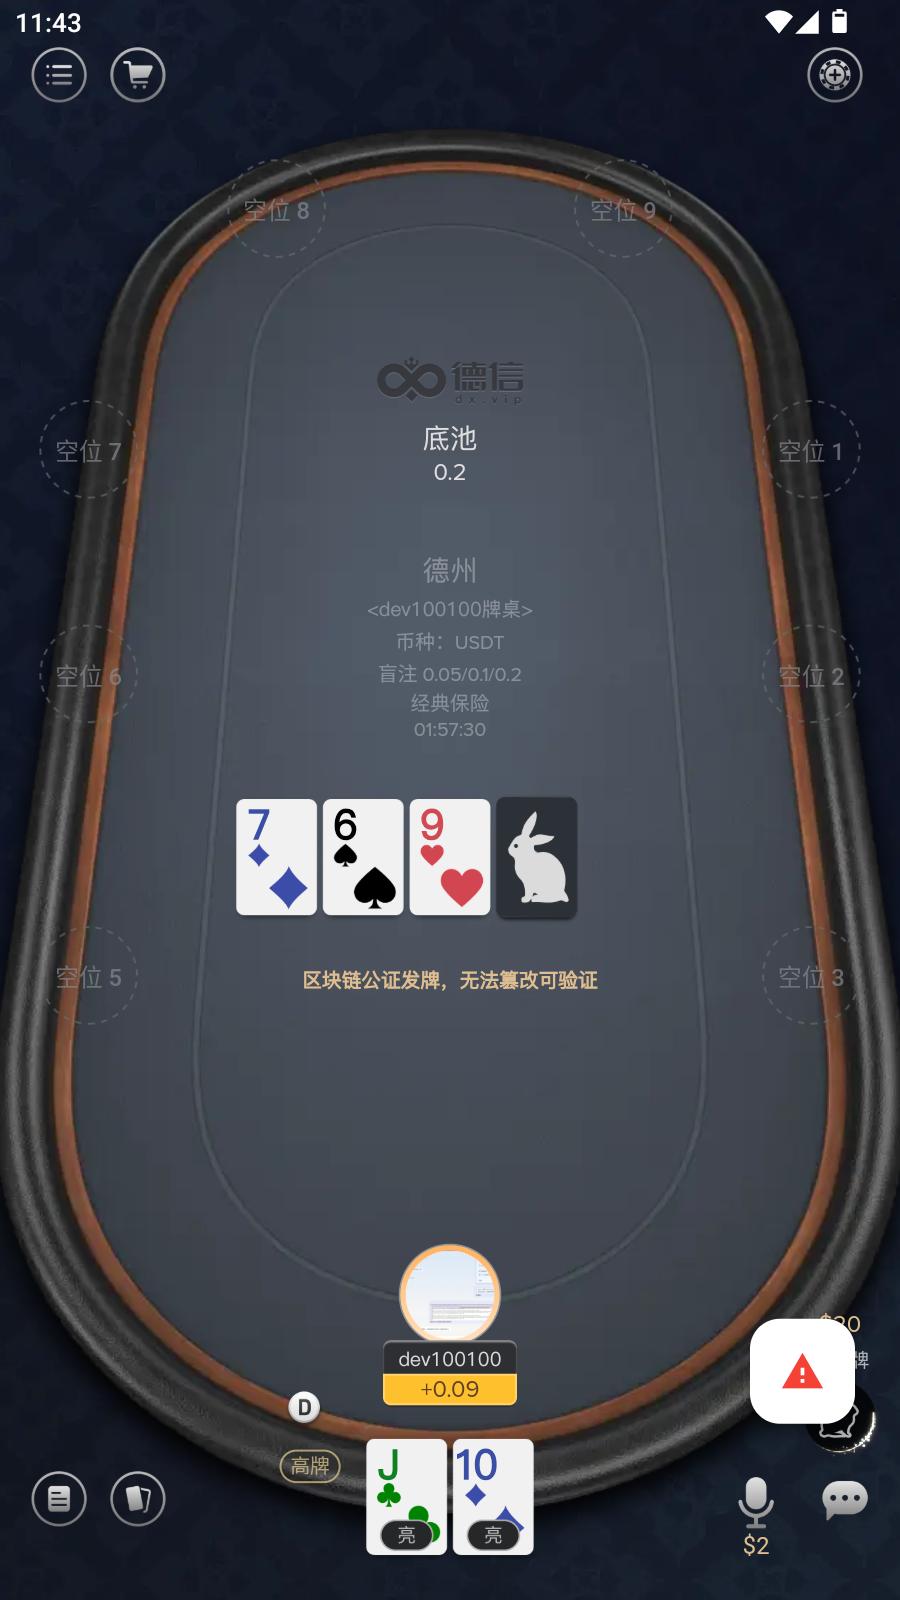 11:43
空位 8
空位 9
德信
dx.vip
底池
0.2
空位 7
空位 1
德州
<dev100100牌桌>
币种：USDT
盲注 0.05/0.1/0.2
经典保险
01:57:30
空位 6
空位 2
7
6
9
区块链公证发牌，无法篡改可验证
空位 5
空位 3
dev100100
+0.09
D
高牌
J
亮
10
亮
牌
$2